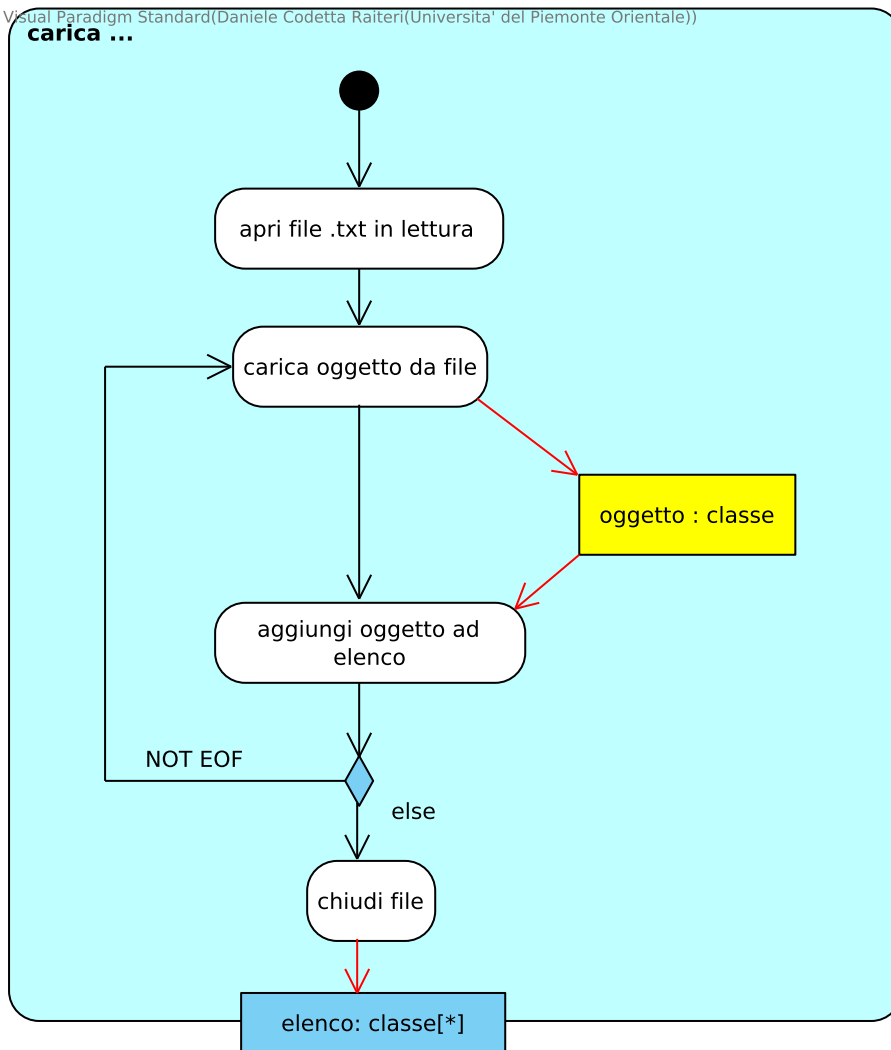 Visual Paradigm Standard(Daniele Codetta Raiteri(Universita' del Piemonte Orientale))
carica ...
apri file .txt in lettura
carica oggetto da file
oggetto : classe
aggiungi oggetto ad
elenco
NOT EOF
else
chiudi file
elenco: classe[*]